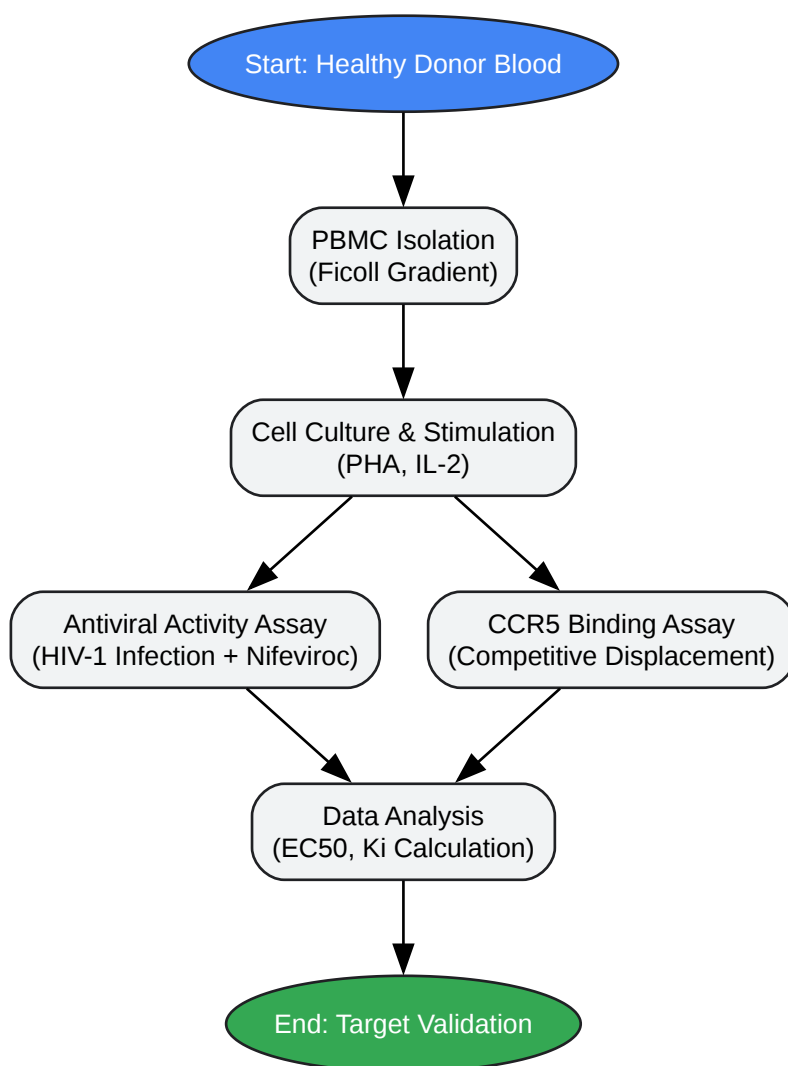 Start: Healthy Donor Blood
PBMC Isolation
(Ficoll Gradient)
Cell Culture & Stimulation
(PHA, IL-2)
Antiviral Activity Assay
(HIV-1 Infection + Nifeviroc)
CCR5 Binding Assay
(Competitive Displacement)
Data Analysis
(EC50, Ki Calculation)
End: Target Validation